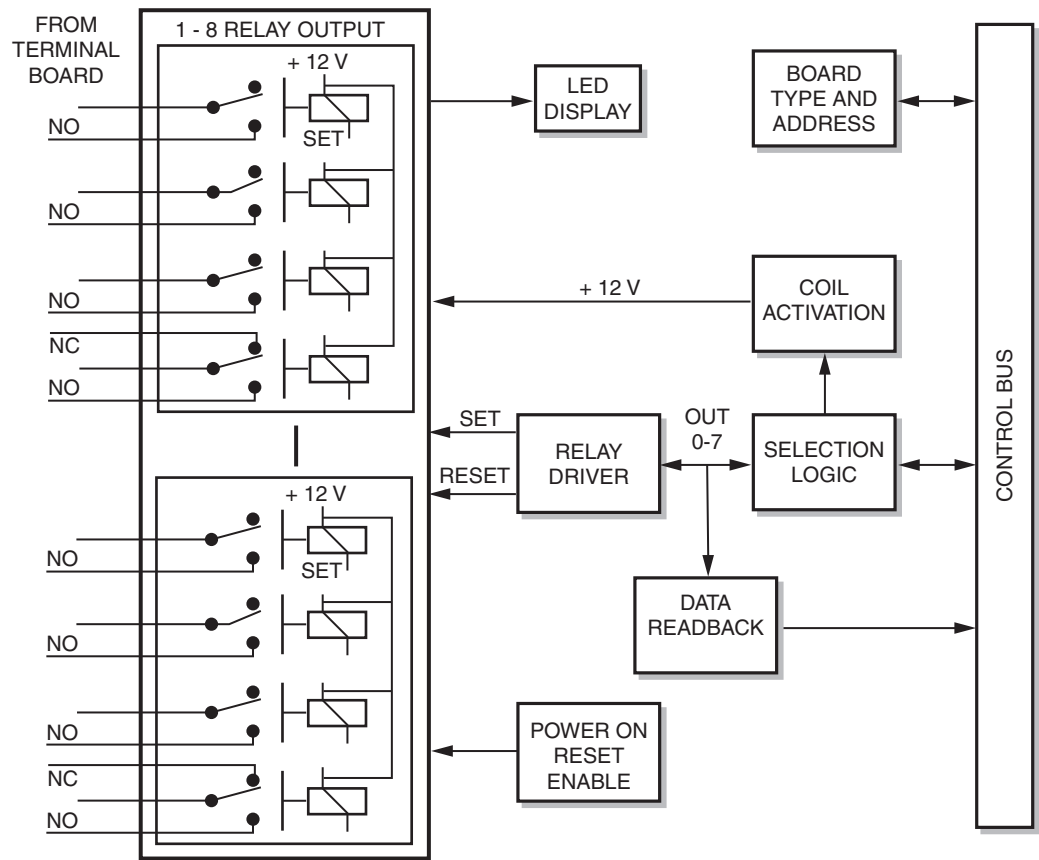 FROM
TERMINAL
BOARD
1 - 8 RELAY OUTPUT
+ 12 V
SET
NO
NO
NO
NC
NO
+ 12 V
SET
NO
NO
NO
NC
NO
LED
DISPLAY
BOARD
TYPE AND
ADDRESS
+ 12 V
COIL
ACTIVATION
SET
RESET
RELAY
DRIVER
OUT
0-7
SELECTION
LOGIC
DATA
READBACK
POWER ON
RESET
ENABLE
CONTROL BUS